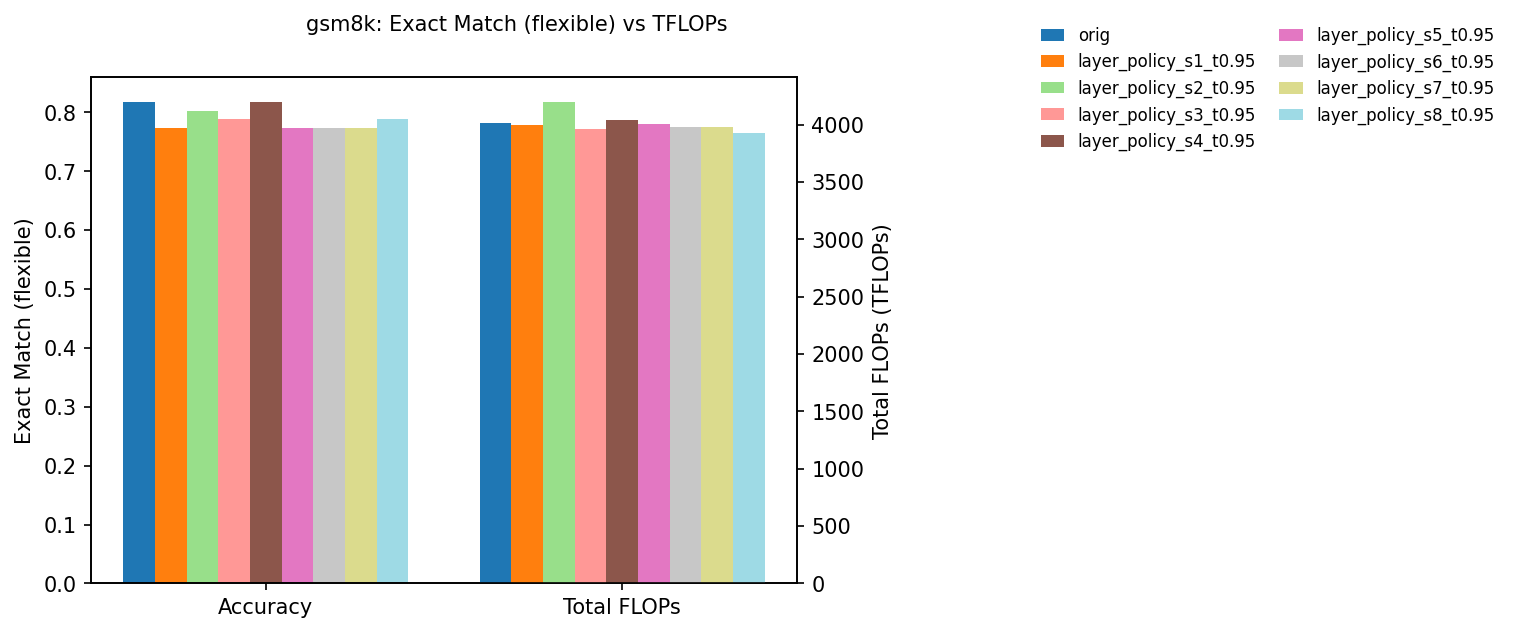 gsm8k: Exact Match (flexible) vs TFLOPs
orig
layer_policy_s1_t0.95
layer_policy_s2_t0.95
layer_policy_s3_t0.95
layer_policy_s4_t0.95
layer_policy_s5_t0.95
layer_policy_s6_t0.95
layer_policy_s7_t0.95
layer_policy_s8_t0.95
Exact Match (flexible)
0.8
0.7
0.6
0.5
0.4
0.3
0.2
0.1
0.0
4000
3500
3000
2500
2000
1500
1000
500
0
Total FLOPs (TFLOPs)
Accuracy
Total FLOPs